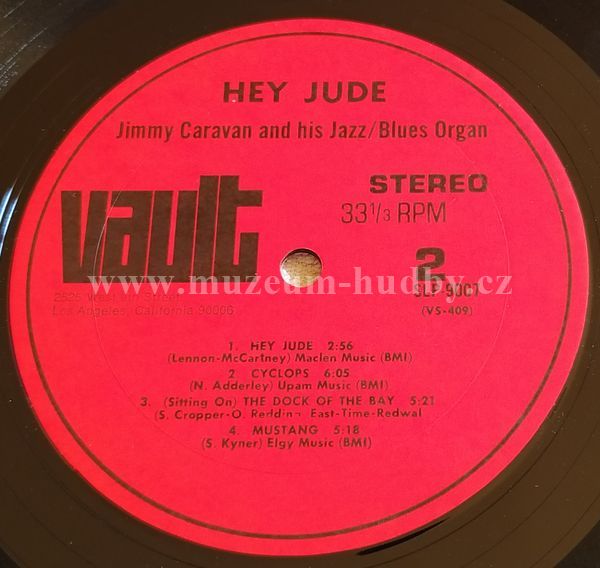 HEY JUDE
Jimmy Caravan and his Jazz/Blues Organ
vault
STEREO
33 1/3 RPM
2
SLP 9007
(VS-409)
www.muzeum-hudby.cz
2525 West 9th Street
Los Angeles, California 90006
1. HEY JUDE 2:56
(Lennon-McCartney) Maclen Music (BMI)
2 CYCLOPS 6:05
(N. Adderley) Upam Music (BMI)
3. (Sitting On) THE DOCK OF THE BAY 5:21
(S. Cropper-O. Redding East-Time-Redwal
4. MUSTANG 5:18
(S. Kyner) Elgy Music (BMI)